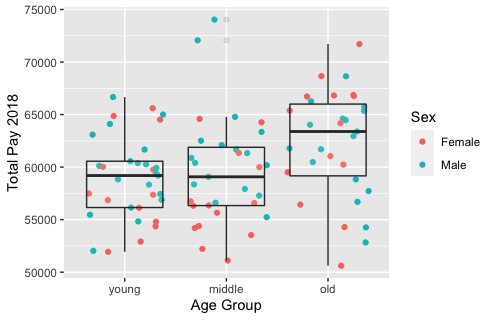 75000
70000
65000
60000
55000
50000
Total Pay 2018
young middle old
Age Group
Sex
Female
Male